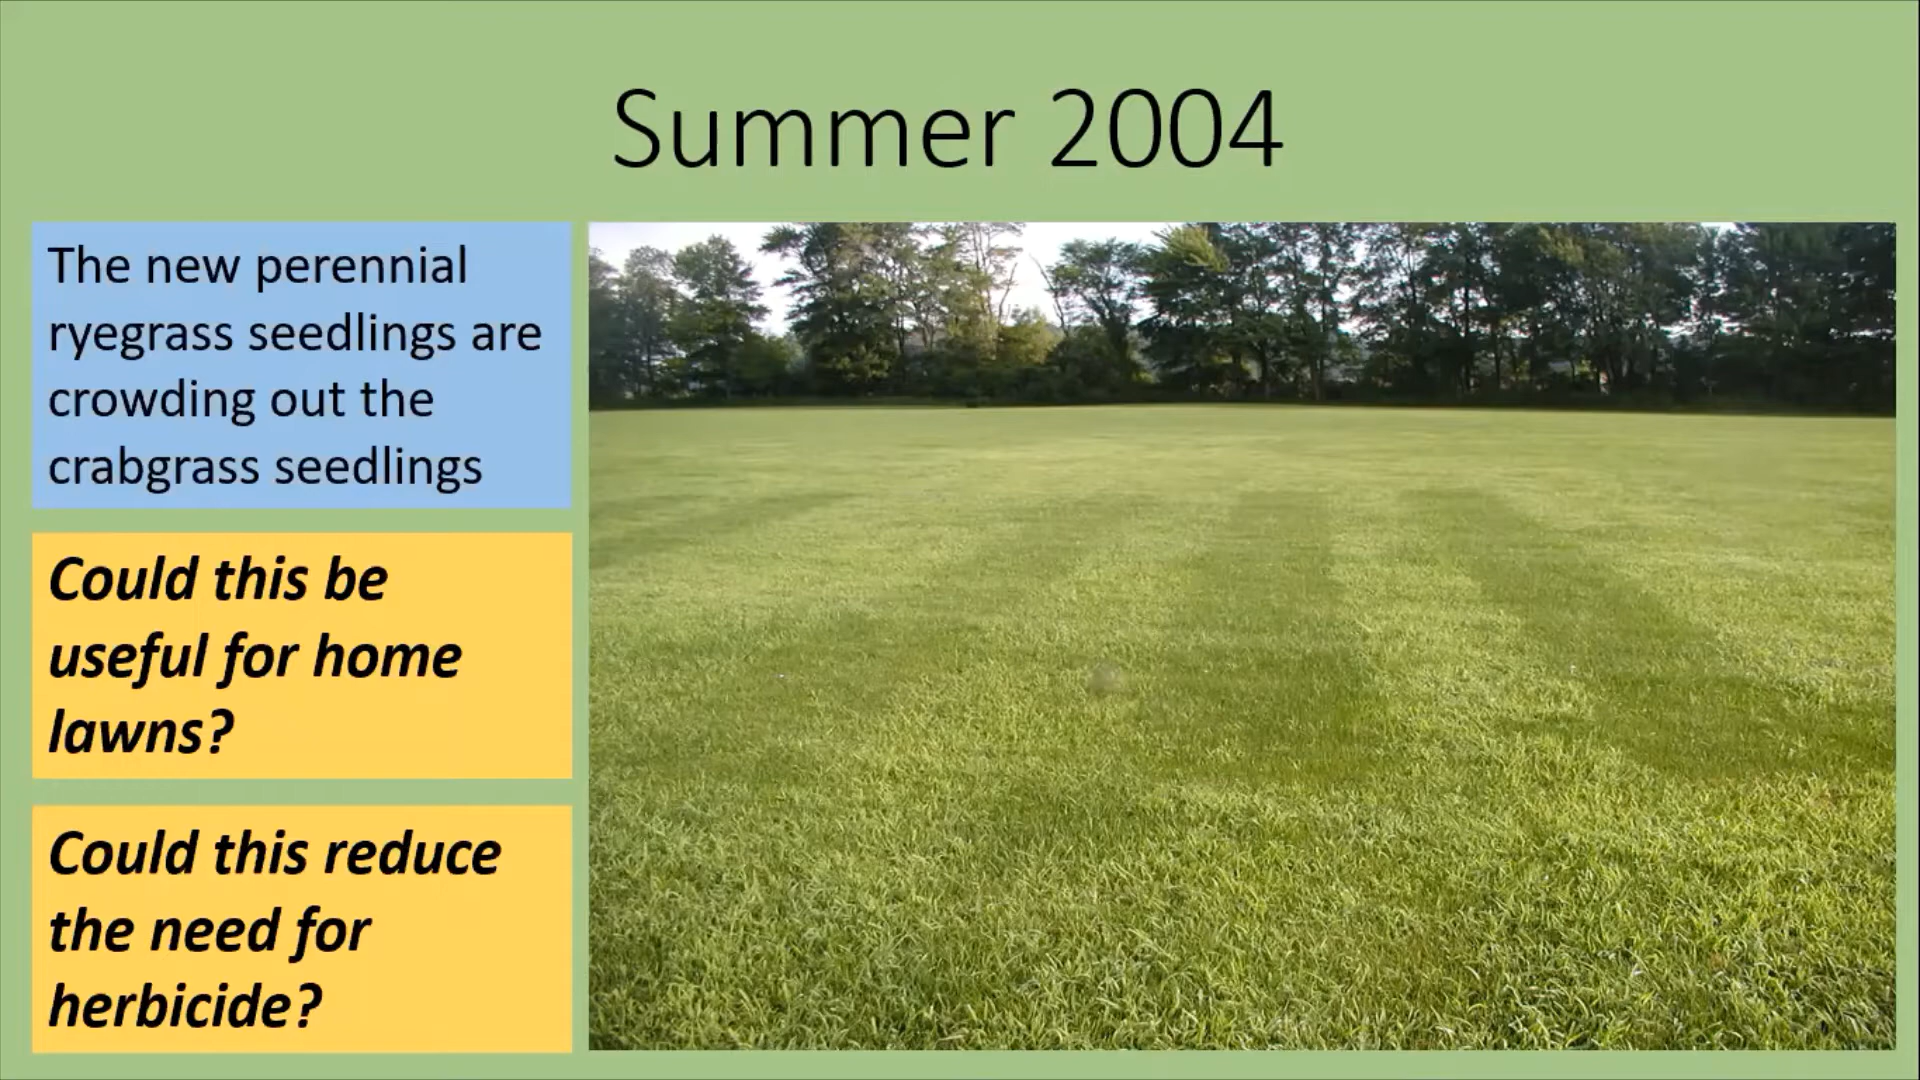 Summer 2004
The new perennial
ryegrass seedlings are
crowding out the
crabgrass seedlings
Could this be
useful for home
lawns?
Could this reduce
the need for
herbicide?